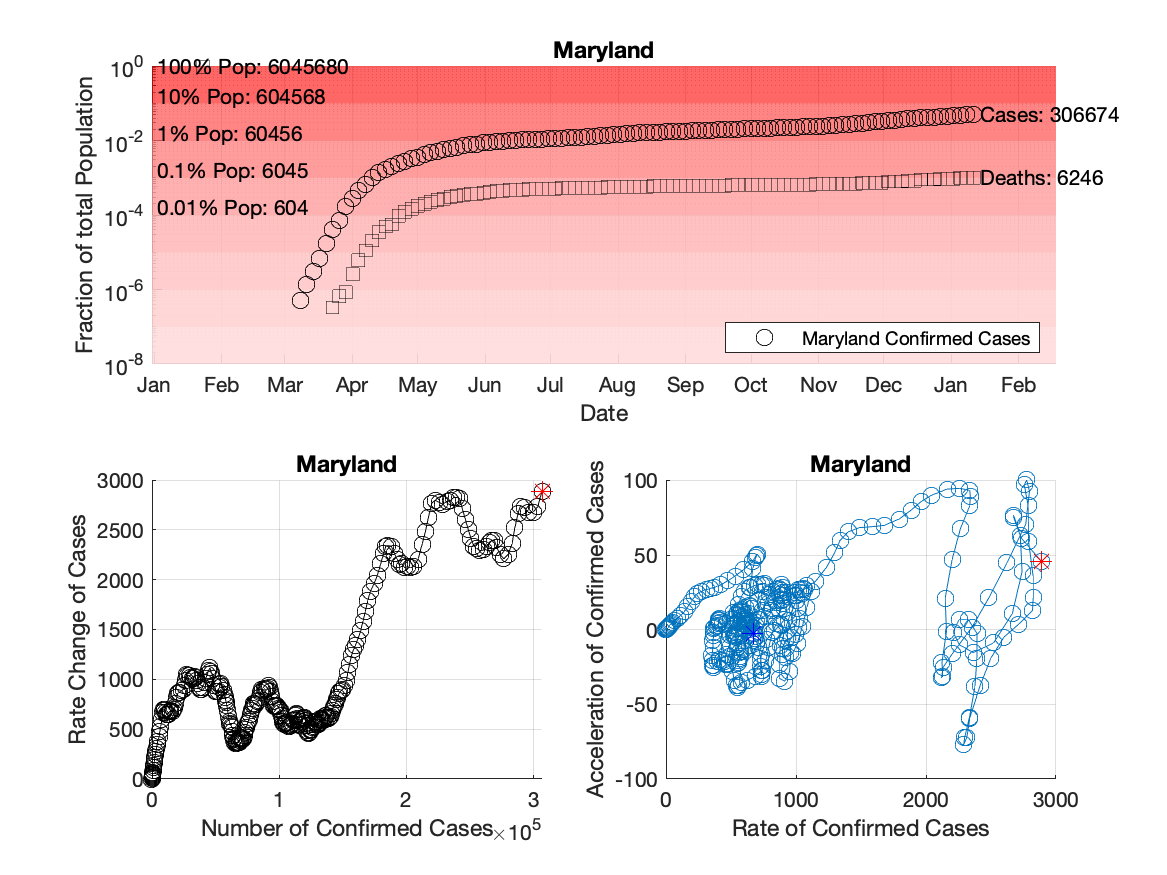 Maryland
10^0
100% Pop: 6045680
10% Pop: 604568
Cases: 306674
10^-2
1% Pop: 60456
0.1% Pop: 6045
Deaths: 6246
10^-4
0.01% Pop: 604
10^-6
Maryland Confirmed Cases
10^-8
Fraction of total Population
Jan Feb Mar Apr May Jun Jul Aug Sep Oct Nov Dec Jan Feb
Date
Maryland
3000
2500
2000
1500
1000
500
0
Rate Change of Cases
0 1 2 3
Number of Confirmed Cases
×10^5
Maryland
100
50
0
-50
-100
Acceleration of Confirmed Cases
0 1000 2000 3000
Rate of Confirmed Cases